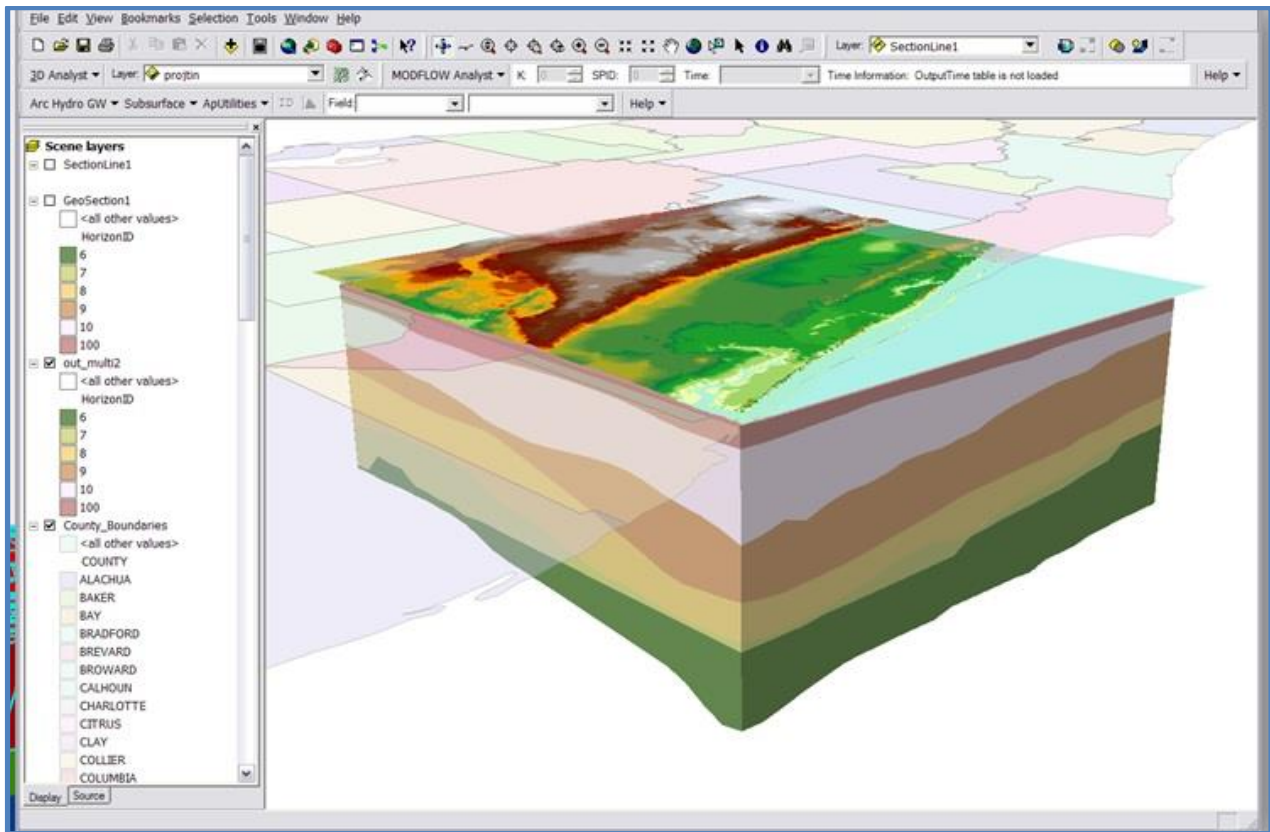 File Edit View Bookmarks Selection Tools Window Help
Layer: SectionLine1
3D Analyst Layer: projtin MODFLOW Analyst K: 0 SPID: 0 Time: Time Information: OutputTime table is not loaded Help
Arc Hydro GW Subsurface ApUtilities ID Field: Help
Scene layers
SectionLine1
GeoSection1
<all other values>
HorizonID
6
7
8
9
10
100
out_multi2
<all other values>
HorizonID
6
7
8
9
10
100
County_Boundaries
<all other values>
COUNTY
ALACHUA
BAKER
BAY
BRADFORD
BREVARD
BROWARD
CALHOUN
CHARLOTTE
CITRUS
CLAY
COLLIER
COLUMBIA
Display Source